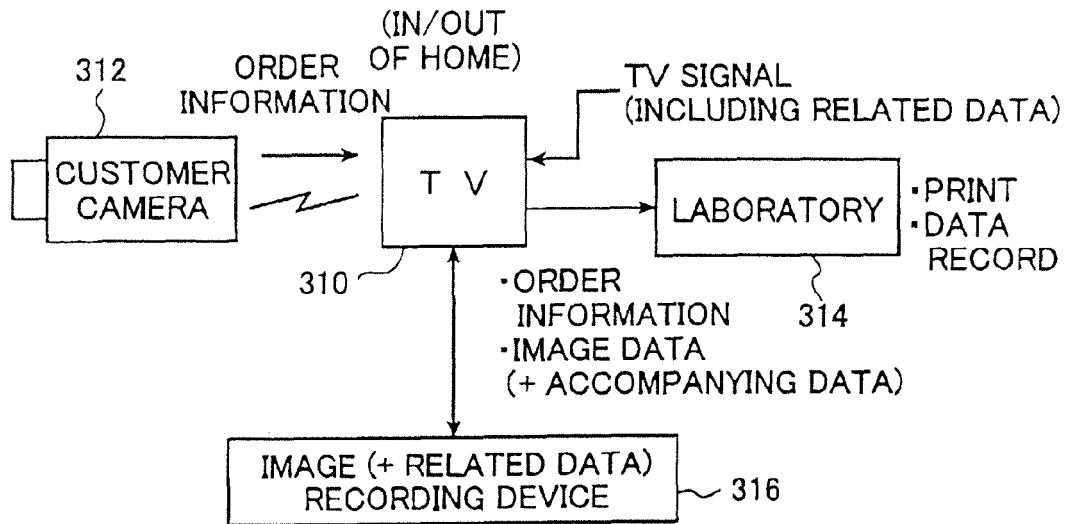 (IN/OUT
OF HOME)
312
ORDER
INFORMATION
TV SIGNAL
(INCLUDING RELATED DATA)
CUSTOMER
CAMERA
T V
LABORATORY
·PRINT
·DATA
RECORD
310
314
·ORDER
INFORMATION
·IMAGE DATA
(+ ACCOMPANYING DATA)
IMAGE (+ RELATED DATA)
RECORDING DEVICE
316